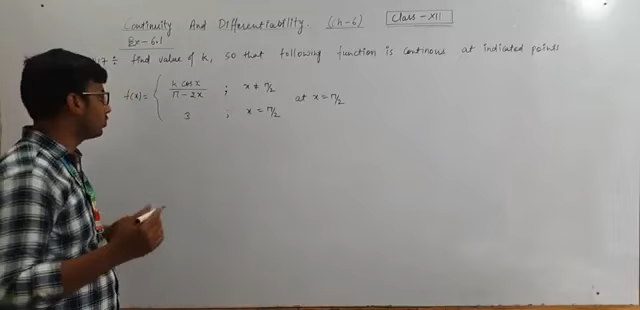 Continuity And Differentiability. (Ch-6) Class-XII
Ex-6.1
17 ÷ find value of k, so that following function is continous at indicated points
f(x) = { k cos x / π - 2x ; x ≠ π/2
3 ; x = π/2 at x = π/2